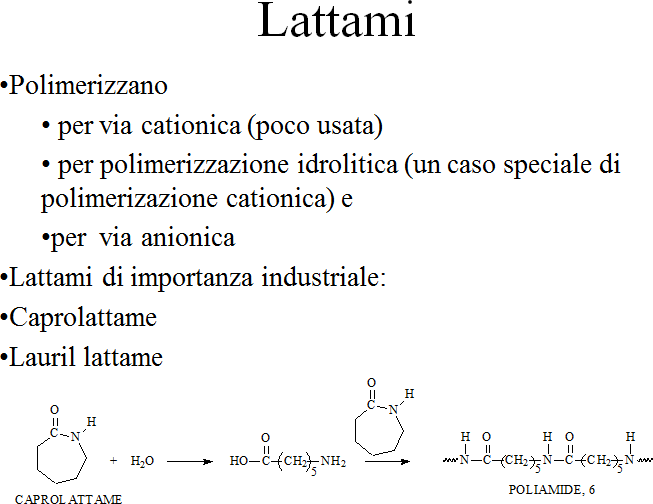 Lattami
•Polimerizzano
• per via cationica (poco usata)
• per polimerizzazione idrolitica (un caso speciale di
polimerizazione cationica) e
•per via anionica
•Lattami di importanza industriale:
•Caprolattame
•Lauril lattame
O
C N H
+ H2O
CAPROLATTAME
O
HO C (CH2)5 NH2
O
C N H
H O H O H
N C (CH2)5 N C (CH2)5 N
POLIAMIDE, 6